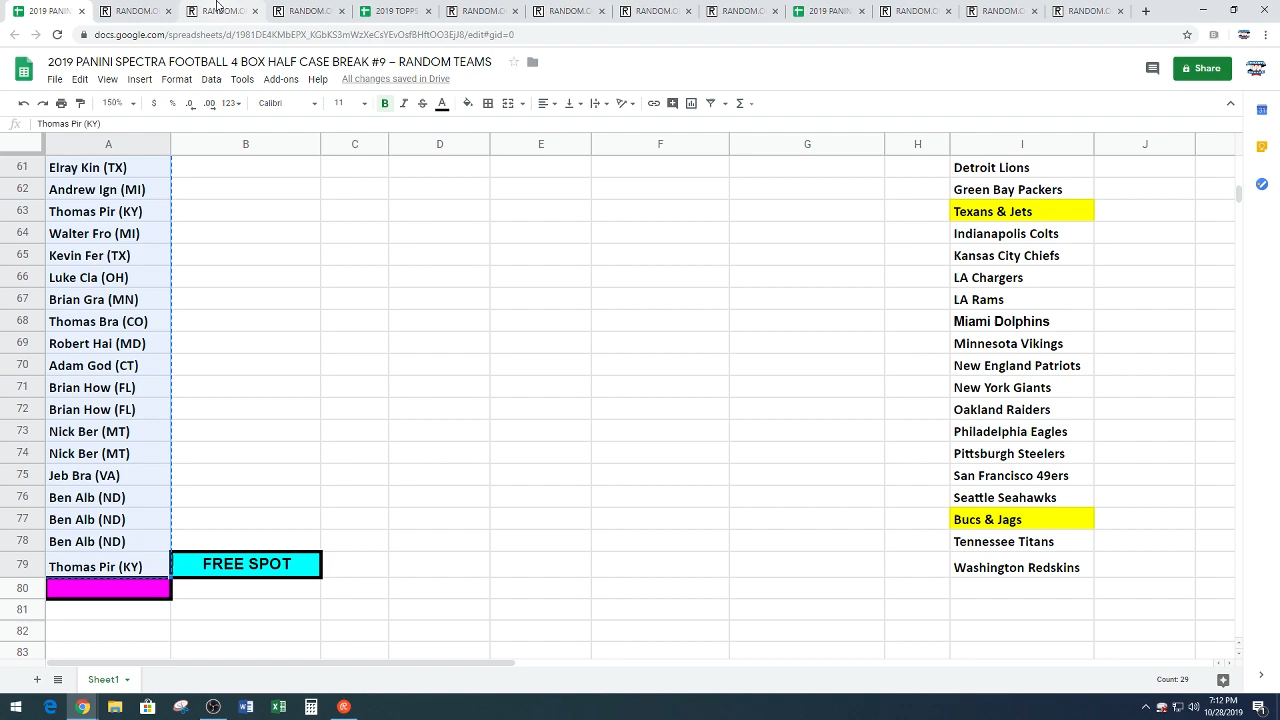 2019 PANIN
RANDOM.O
RANDOM.O
RANDOM.O
2019 TOPPS
RANDOM.O
RANDOM.O
RANDOM.O
RANDOM.O
2019 PANIN
RANDOM.O
RANDOM.O
RANDOM.O
docs.google.com/spreadsheets/d/1981DE4KMbEPX_KGbKS3mWzXeCsYEvOsfBHftOO3EjJ8/edit#gid=0
2019 PANINI SPECTRA FOOTBALL 4 BOX HALF CASE BREAK #9 – RANDOM TEAMS
File Edit View Insert Format Data Tools Add-ons Help All changes saved in Drive
Share
150% $ % .0 .00 123 Calibri 11 B I S A
fx Thomas Pir (KY)
A B C D E F G H I J
61 Elray Kin (TX) Detroit Lions
62 Andrew Ign (MI) Green Bay Packers
63 Thomas Pir (KY) Texans & Jets
64 Walter Fro (MI) Indianapolis Colts
65 Kevin Fer (TX) Kansas City Chiefs
66 Luke Cla (OH) LA Chargers
67 Brian Gra (MN) LA Rams
68 Thomas Bra (CO) Miami Dolphins
69 Robert Hai (MD) Minnesota Vikings
70 Adam God (CT) New England Patriots
71 Brian How (FL) New York Giants
72 Brian How (FL) Oakland Raiders
73 Nick Ber (MT) Philadelphia Eagles
74 Nick Ber (MT) Pittsburgh Steelers
75 Jeb Bra (VA) San Francisco 49ers
76 Ben Alb (ND) Seattle Seahawks
77 Ben Alb (ND) Bucs & Jags
78 Ben Alb (ND) Tennessee Titans
79 Thomas Pir (KY) FREE SPOT Washington Redskins
80
81
82
83
Sheet1
Count: 29
7:12 PM
10/28/2019